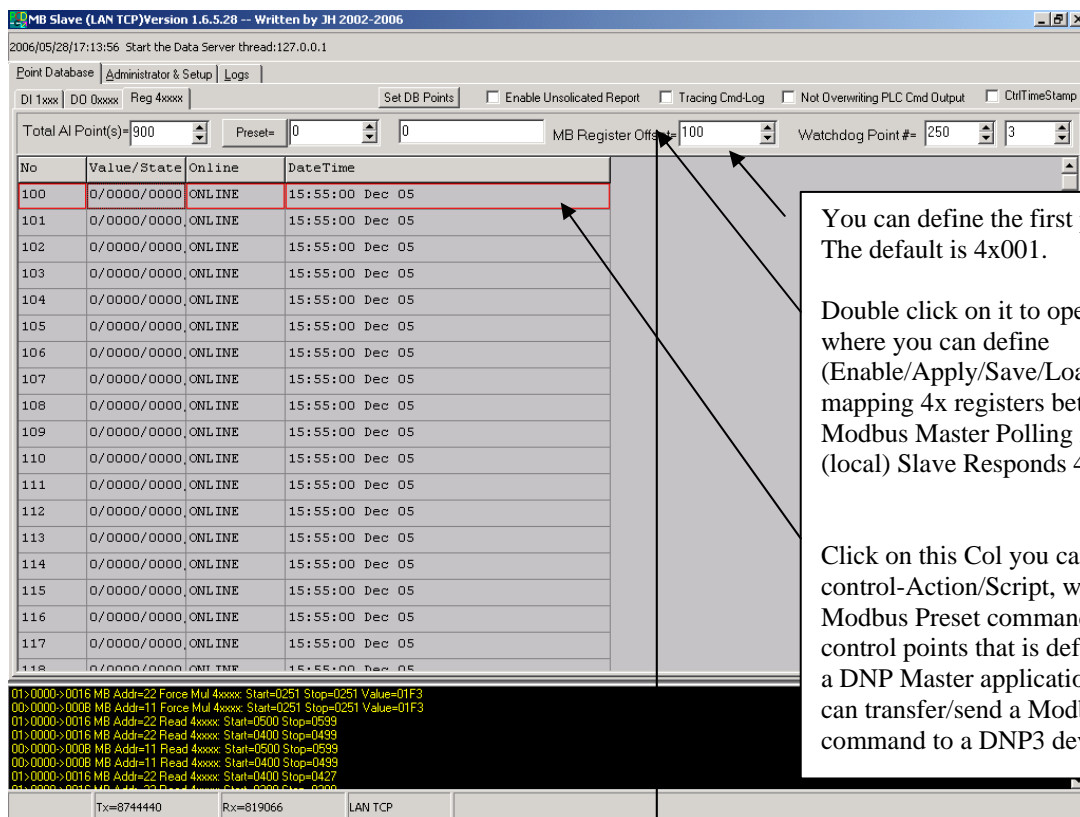 MB Slave (LAN TCP)Version 1.6.5.28 -- Written by JH 2002-2006
2006/05/28/17:13:56 Start the Data Server thread:127.0.0.1
Point Database Administrator & Setup Logs
DI 1xxx DO 0xxxx Reg 4xxxx Set DB Points Enable Unsolicated Report Tracing Cmd-Log Not Overwriting PLC Cmd Output CtrlTimeStamp
Total AI Point(s)= 900 Preset= 0 0 MB Register Offset= 100 Watchdog Point #= 250 3
No Value/State Online DateTime
100 0/0000/0000 ONLINE 15:55:00 Dec 05
101 0/0000/0000, ONLINE 15:55:00 Dec 05
102 0/0000/0000, ONLINE 15:55:00 Dec 05
103 0/0000/0000, ONLINE 15:55:00 Dec 05
104 0/0000/0000, ONLINE 15:55:00 Dec 05
105 0/0000/0000, ONLINE 15:55:00 Dec 05
106 0/0000/0000, ONLINE 15:55:00 Dec 05
107 0/0000/0000, ONLINE 15:55:00 Dec 05
108 0/0000/0000, ONLINE 15:55:00 Dec 05
109 0/0000/0000, ONLINE 15:55:00 Dec 05
110 0/0000/0000, ONLINE 15:55:00 Dec 05
111 0/0000/0000, ONLINE 15:55:00 Dec 05
112 0/0000/0000, ONLINE 15:55:00 Dec 05
113 0/0000/0000, ONLINE 15:55:00 Dec 05
114 0/0000/0000, ONLINE 15:55:00 Dec 05
115 0/0000/0000, ONLINE 15:55:00 Dec 05
116 0/0000/0000, ONLINE 15:55:00 Dec 05
117 0/0000/0000, ONLINE 15:55:00 Dec 05
118 0/0000/0000, ONLINE 15:55:00 Dec 05
You can define the first
The default is 4x001.
Double click on it to
where you can define
(Enable/Apply/Save/
mapping 4x registers
Modbus Master Polling
(local) Slave Responds
Click on this Col you
control-Action/Script,
Modbus Preset
control points that is
a DNP Master
can transfer/send a
command to a DNP3
01>0000->0016 MB Addr=22 Force Mul 4xxxx: Start=0251 Stop=0251 Value=01F3
00>0000->000B MB Addr=11 Force Mul 4xxxx: Start=0251 Stop=0251 Value=01F3
01>0000->0016 MB Addr=22 Read 4xxxx: Start=0500 Stop=0599
01>0000->0016 MB Addr=22 Read 4xxxx: Start=0400 Stop=0499
00>0000->000B MB Addr=11 Read 4xxxx: Start=0500 Stop=0599
00>0000->000B MB Addr=11 Read 4xxxx: Start=0400 Stop=0499
01>0000->0016 MB Addr=22 Read 4xxxx: Start=0400 Stop=0427
Tx=8744440 Rx=819066 LAN TCP